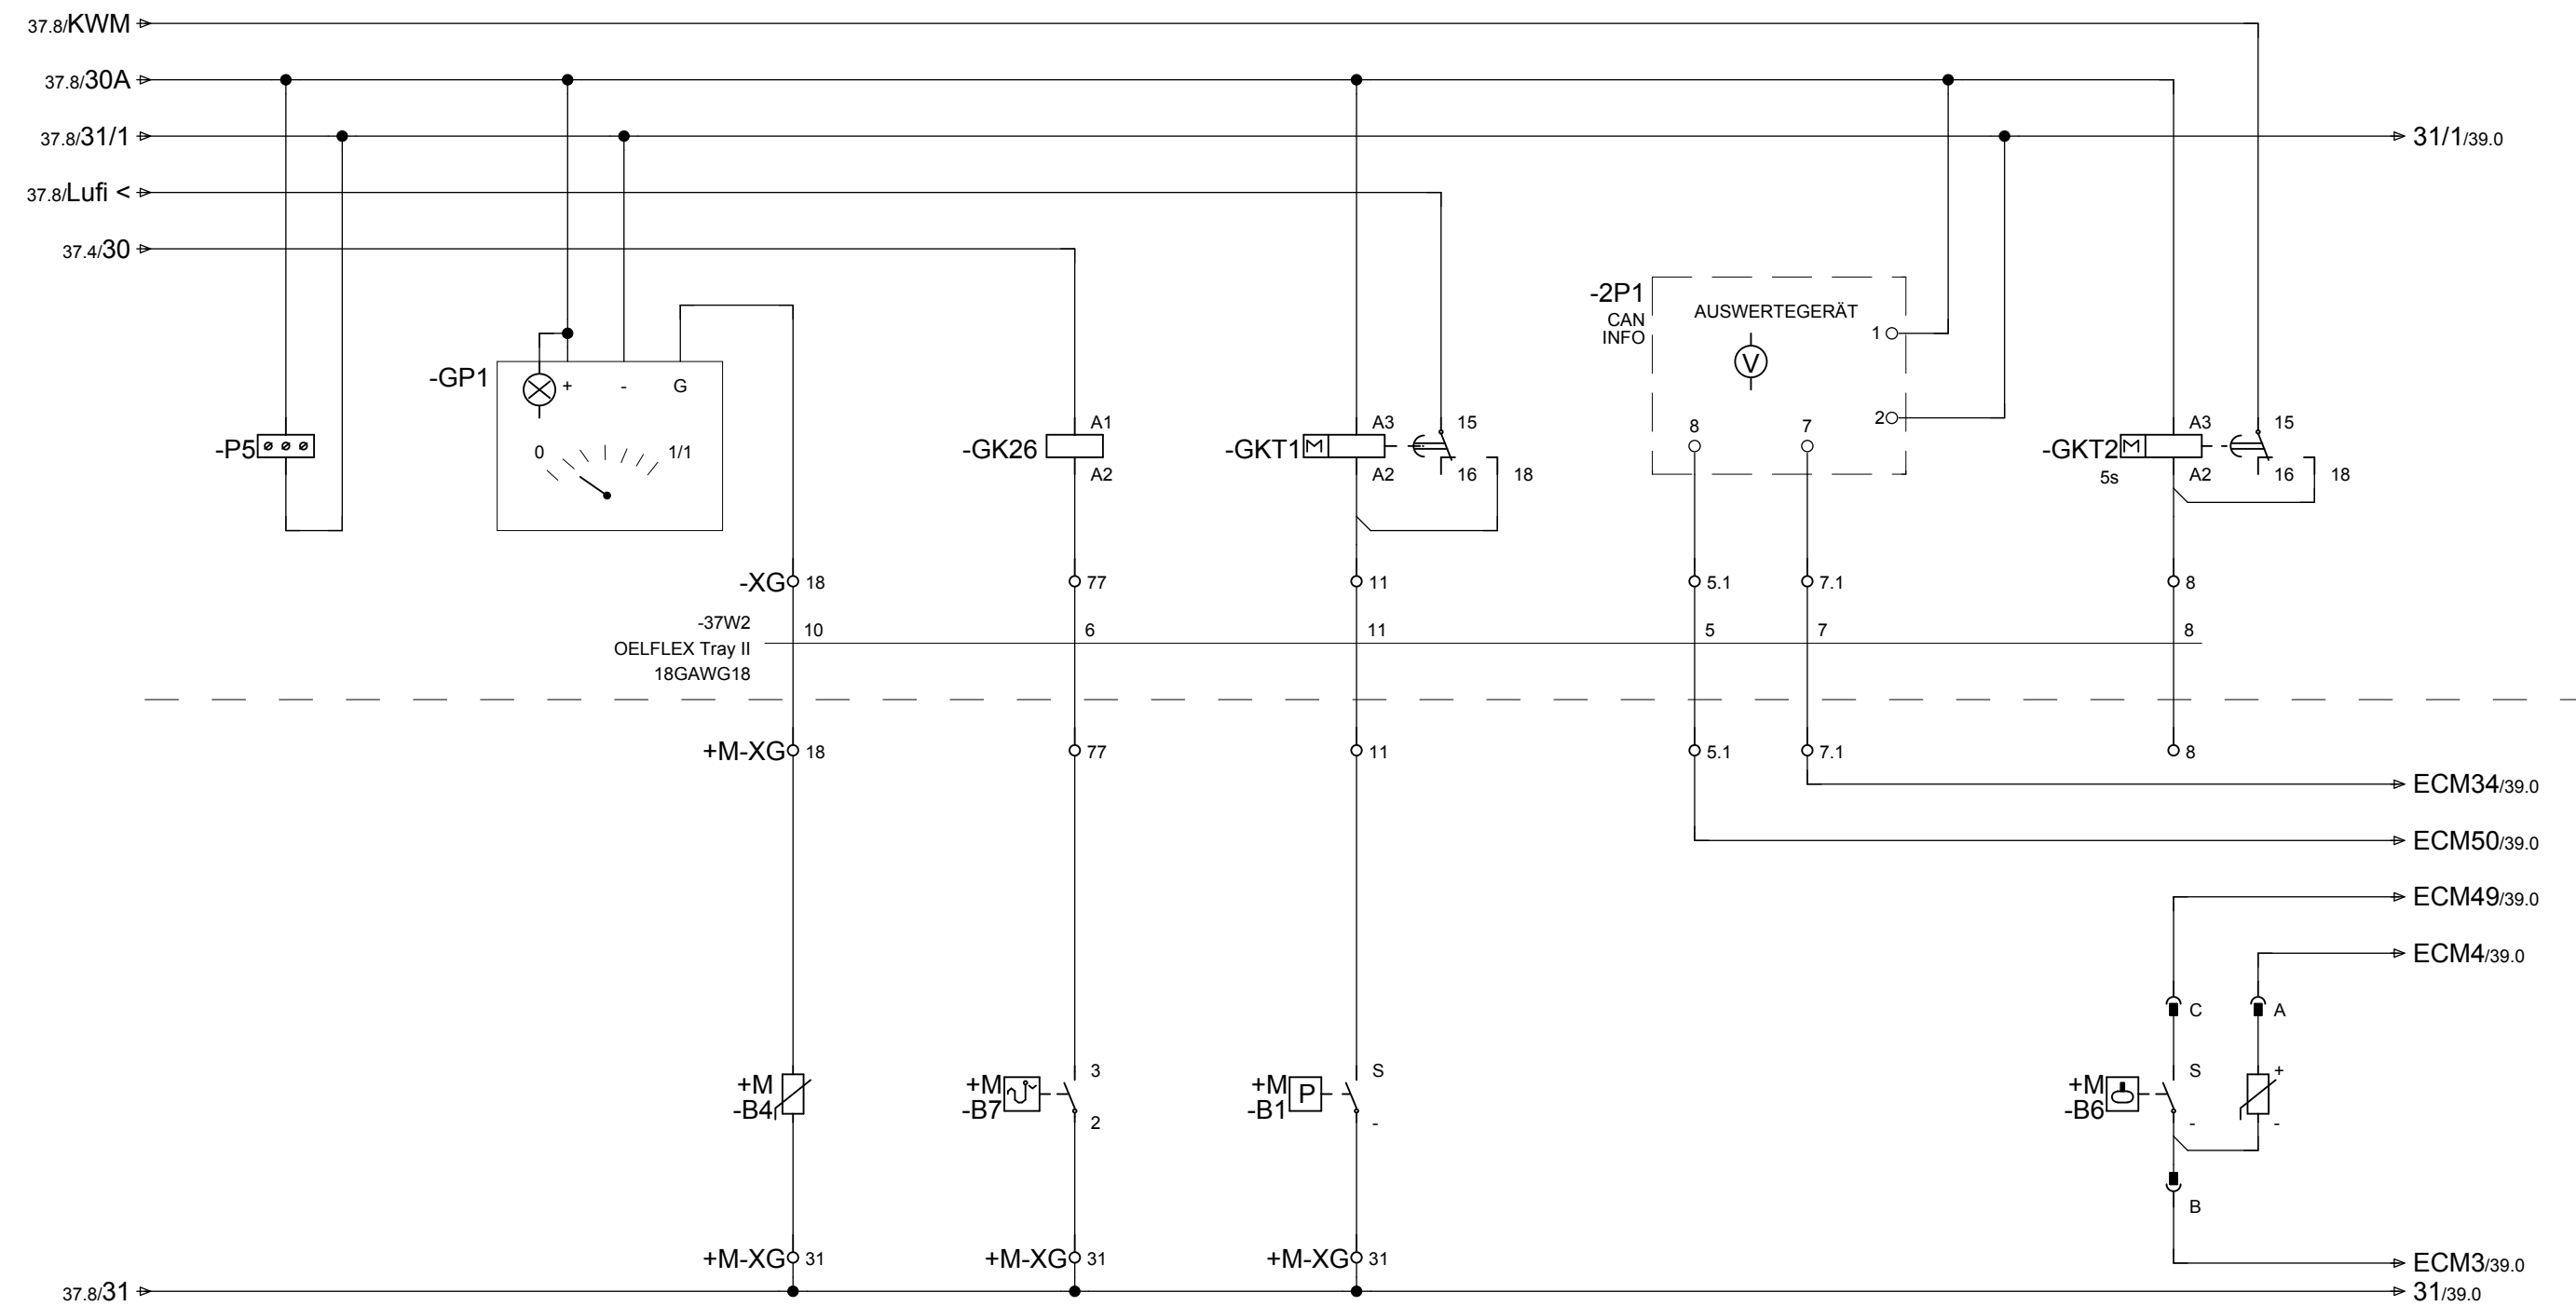 37.8/KWM
37.8/30A
37.8/31/1
31/1/39.0
37.8/Lufi <
37.4/30
-2P1
CAN
INFO
AUSWERTEGERÄT
V
1
2
8
7
-GP1
+
-
G
0
1/1
-P5
-GK26
A1
A2
-GKT1
M
A3
A2
15
16
18
-GKT2
5s
M
A3
A2
15
16
18
-XG
18
77
11
5.1
7.1
8
-37W2
OELFLEX Tray II
18GAWG18
10
6
11
5
7
8
+M-XG
18
77
11
5.1
7.1
8
ECM34/39.0
ECM50/39.0
ECM49/39.0
ECM4/39.0
C
A
+M
-B4
+M
-B7
3
2
+M
-B1
P
S
-
+M
-B6
S
-
+
-
B
+M-XG
31
+M-XG
31
+M-XG
31
ECM3/39.0
37.8/31
31/39.0